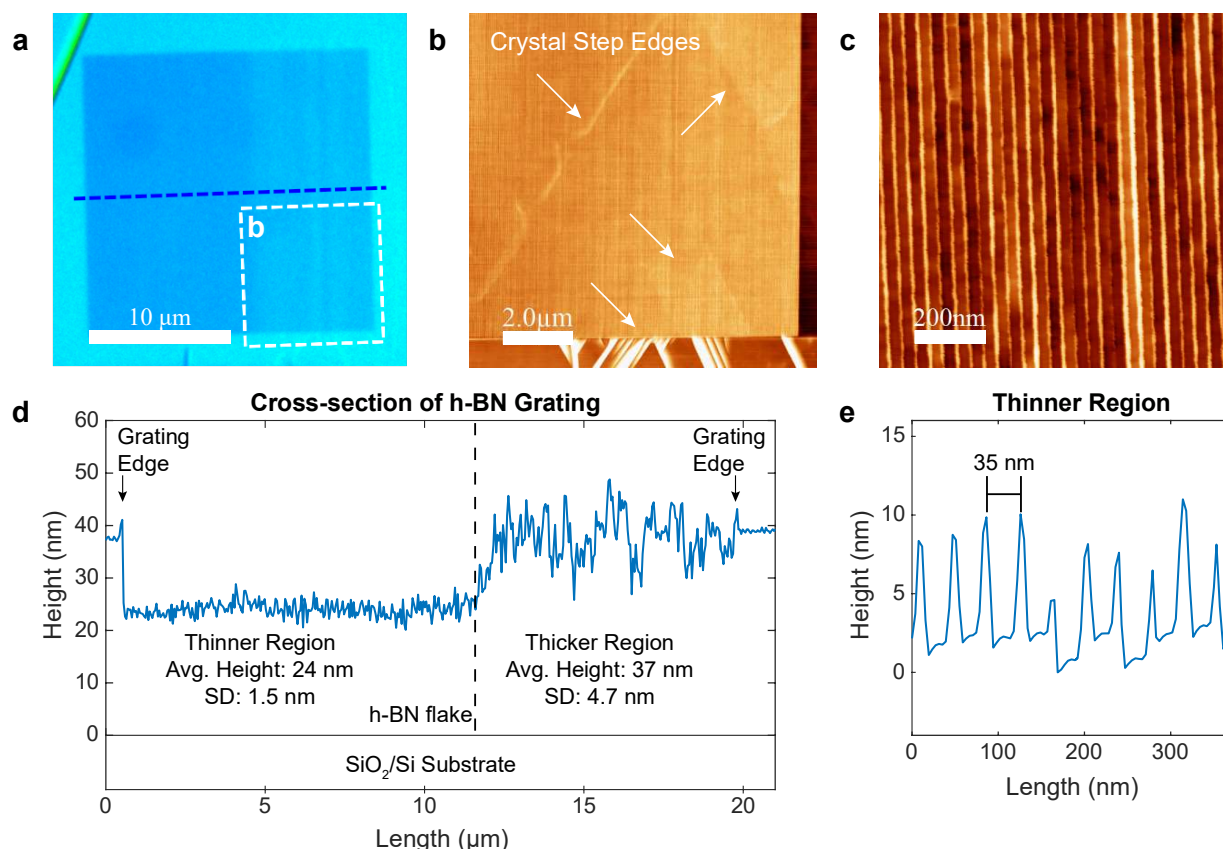 a
b
10 μm
b
Crystal Step Edges
2.0μm
c
200nm
d
Cross-section of h-BN Grating
Height (nm)
60
50
40
30
20
10
0
Grating
Edge
Grating
Edge
Thinner Region
Avg. Height: 24 nm
SD: 1.5 nm
Thicker Region
Avg. Height: 37 nm
SD: 4.7 nm
h-BN flake
SiO₂/Si Substrate
0 5 10 15 20
Length (μm)
e
Thinner Region
Height (nm)
15
10
5
0
35 nm
0 100 200 300
Length (nm)